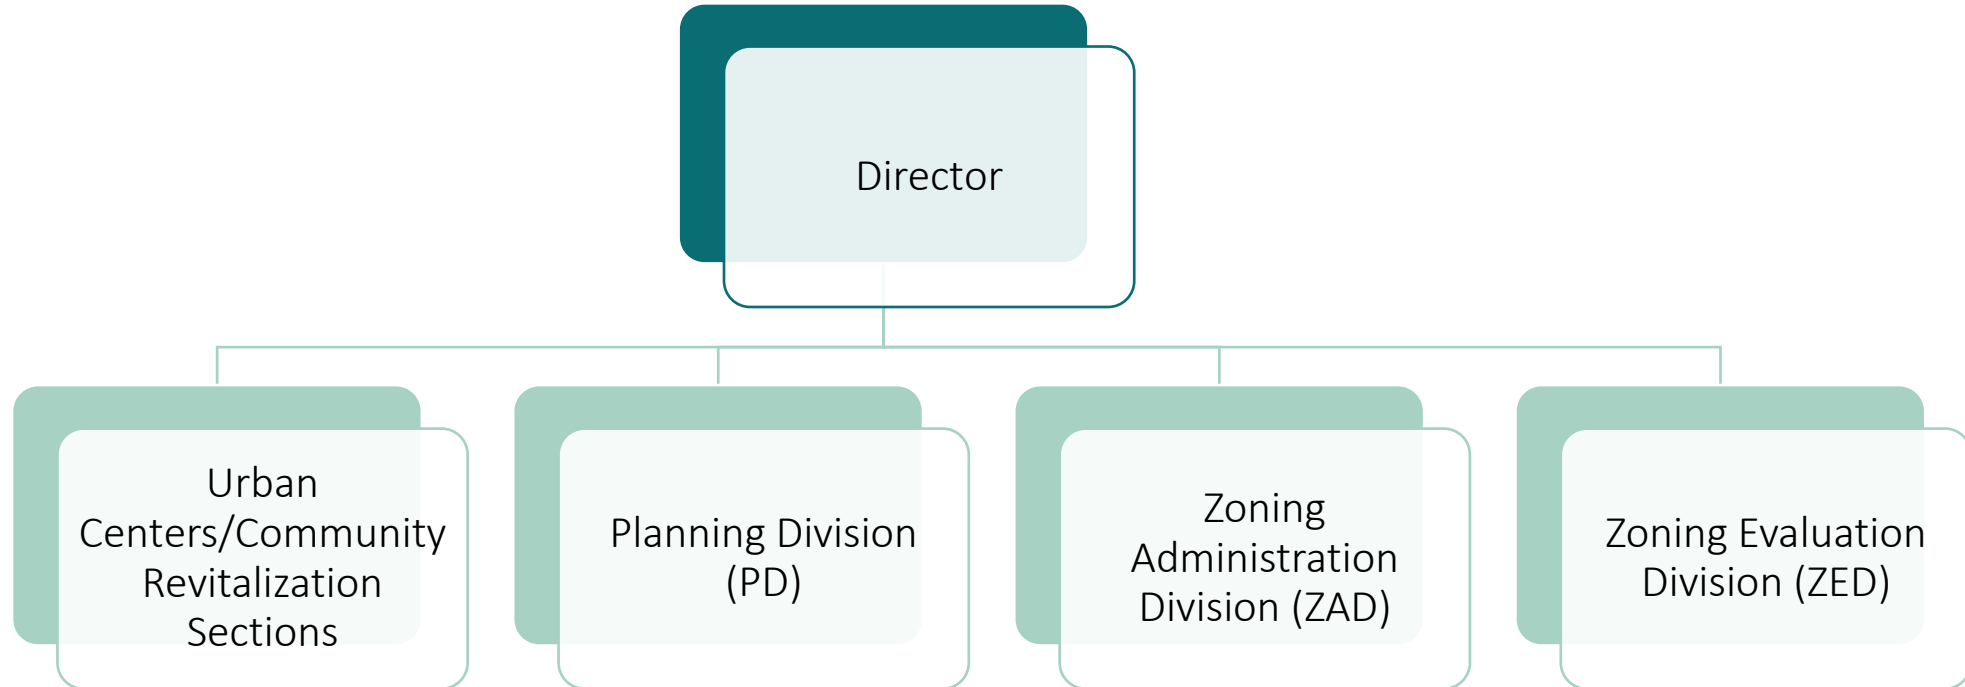 Director
Urban
Centers/Community
Revitalization
Sections
Planning Division
(PD)
Zoning
Administration
Division (ZAD)
Zoning Evaluation
Division (ZED)